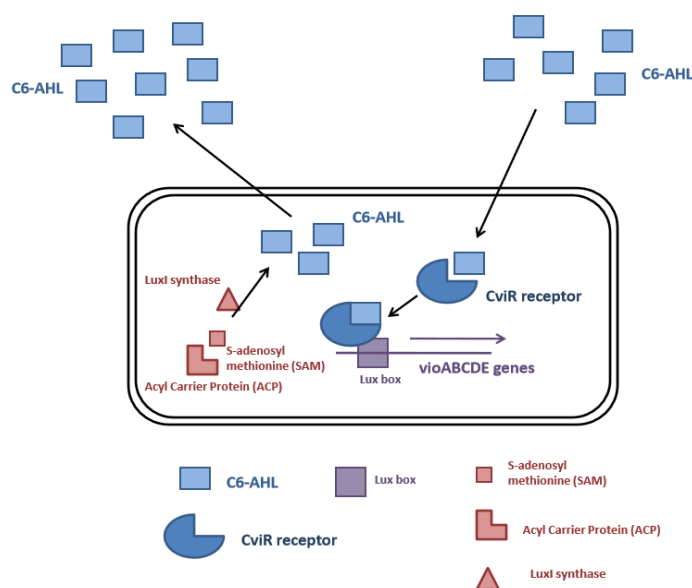 C6-AHL
C6-AHL
C6-AHL
LuxI synthase
CviR receptor
S-adenosyl
methionine (SAM)
Acyl Carrier Protein (ACP)
vioABCDE genes
Lux box
C6-AHL
Lux box
S-adenosyl
methionine (SAM)
CviR receptor
Acyl Carrier Protein (ACP)
LuxI synthase